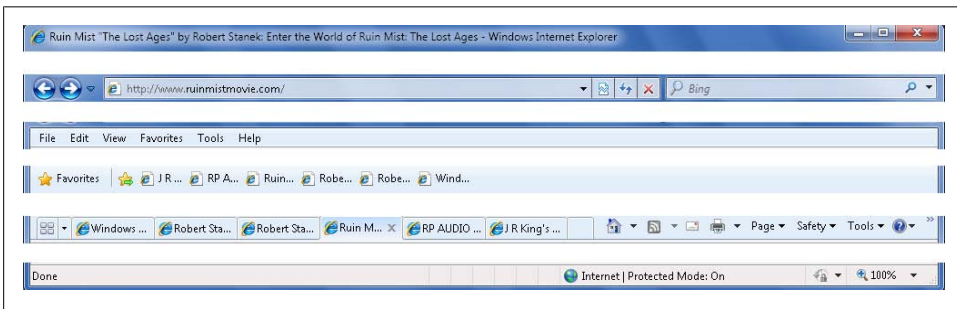 Ruin Mist "The Lost Ages" by Robert Stanek: Enter the World of Ruin Mist: The Lost Ages - Windows Internet Explorer
http://www.ruinmistmovie.com/ Bing
File Edit View Favorites Tools Help
Favorites J R ... RP A... Ruin... Robe... Robe... Wind...
Windows ... Robert Sta... Robert Sta... Ruin M... X RP AUDIO ... J R King's ... Page Safety Tools »
Done Internet | Protected Mode: On 100%